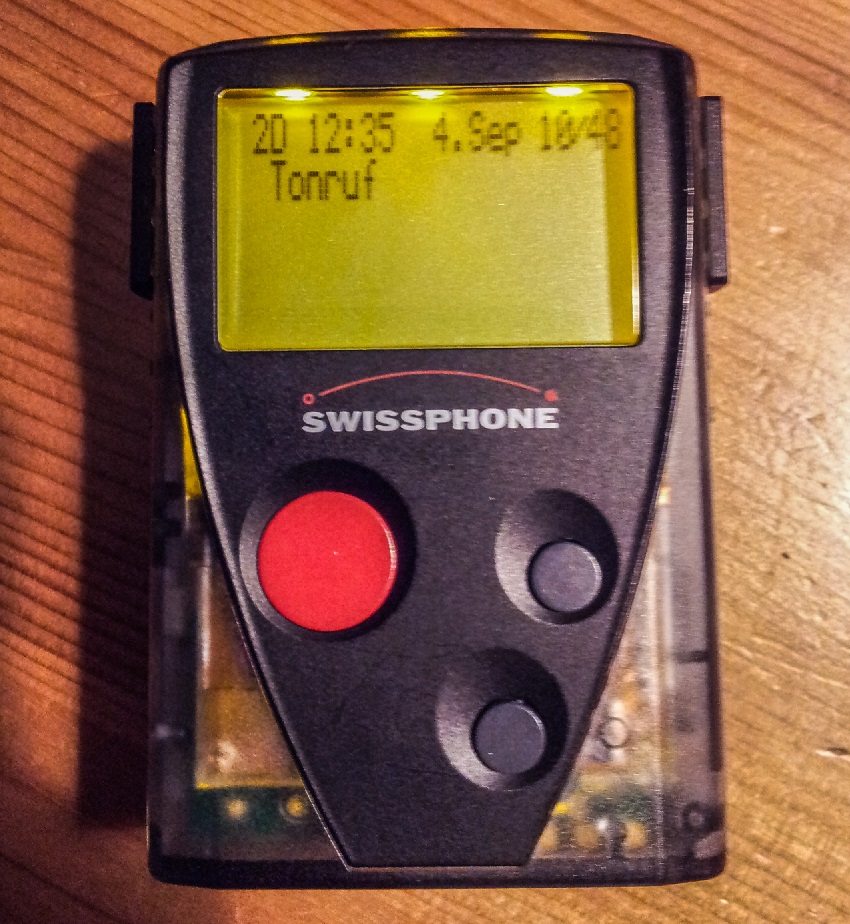 2D 12:35 4.Sep 10/48
Tonruf
SWISSPHONE